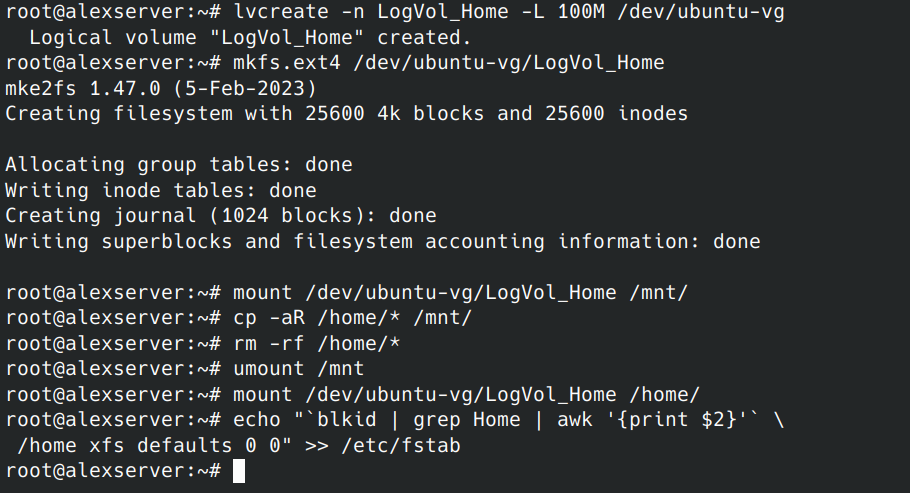 root@alexserver:~# lvcreate -n LogVol_Home -L 100M /dev/ubuntu-vg
  Logical volume "LogVol_Home" created.
root@alexserver:~# mkfs.ext4 /dev/ubuntu-vg/LogVol_Home
mke2fs 1.47.0 (5-Feb-2023)
Creating filesystem with 25600 4k blocks and 25600 inodes
Allocating group tables: done
Writing inode tables: done
Creating journal (1024 blocks): done
Writing superblocks and filesystem accounting information: done
root@alexserver:~# mount /dev/ubuntu-vg/LogVol_Home /mnt/
root@alexserver:~# cp -aR /home/* /mnt/
root@alexserver:~# rm -rf /home/*
root@alexserver:~# umount /mnt
root@alexserver:~# mount /dev/ubuntu-vg/LogVol_Home /home/
root@alexserver:~# echo "`blkid | grep Home | awk '{print $2}'` \
 /home xfs defaults 0 0" >> /etc/fstab
root@alexserver:~#